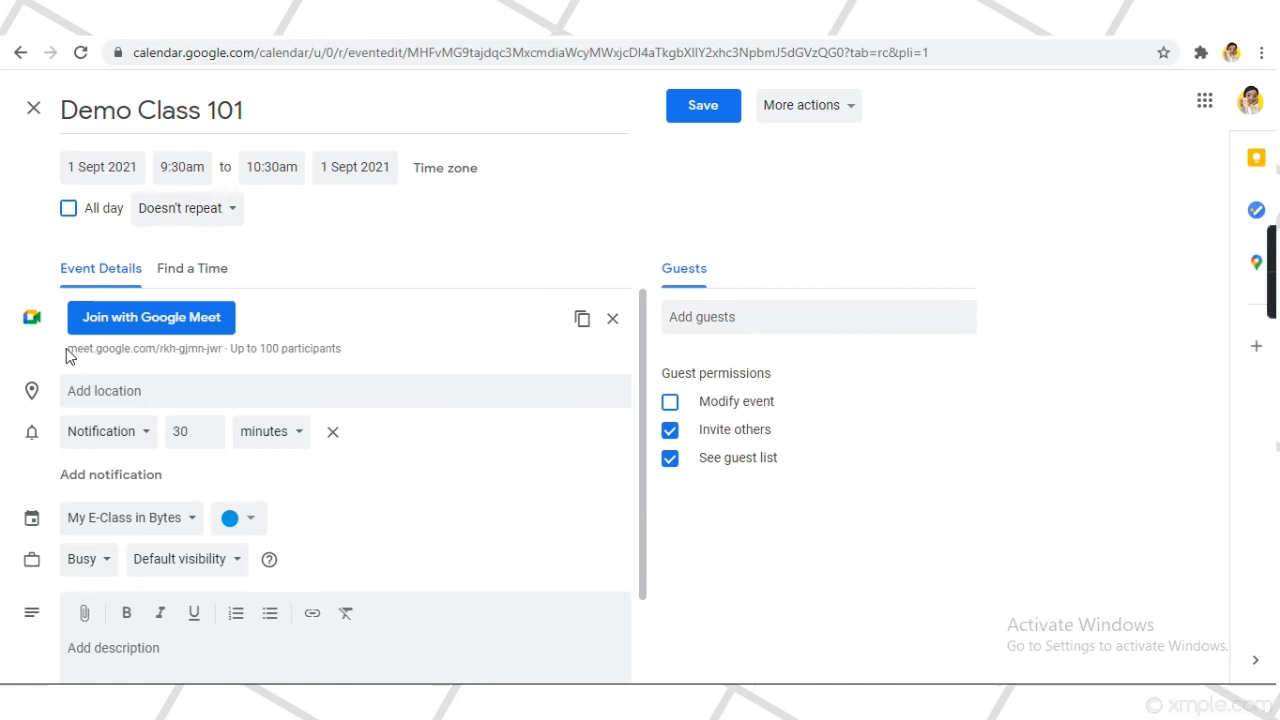 calendar.google.com/calendar/u/0/r/eventedit/MHFvMG9tajdqc3MxcmdiaWcyMWxjcDI4aTkgbXIlY2xhc3NpbmJ5dGVzQG0?tab=rc&pli=1
Demo Class 101
Save
More actions
1 Sept 2021 9:30am to 10:30am 1 Sept 2021 Time zone
All day Doesn't repeat
Event Details Find a Time
Guests
Join with Google Meet
Add guests
meet.google.com/rkh-gjmn-jwr · Up to 100 participants
Guest permissions
Add location
Modify event
Notification 30 minutes
Invite others
See guest list
Add notification
My E-Class in Bytes
Busy Default visibility
B I U
Add description
Activate Windows
Go to Settings to activate Windows.
© xmple.com